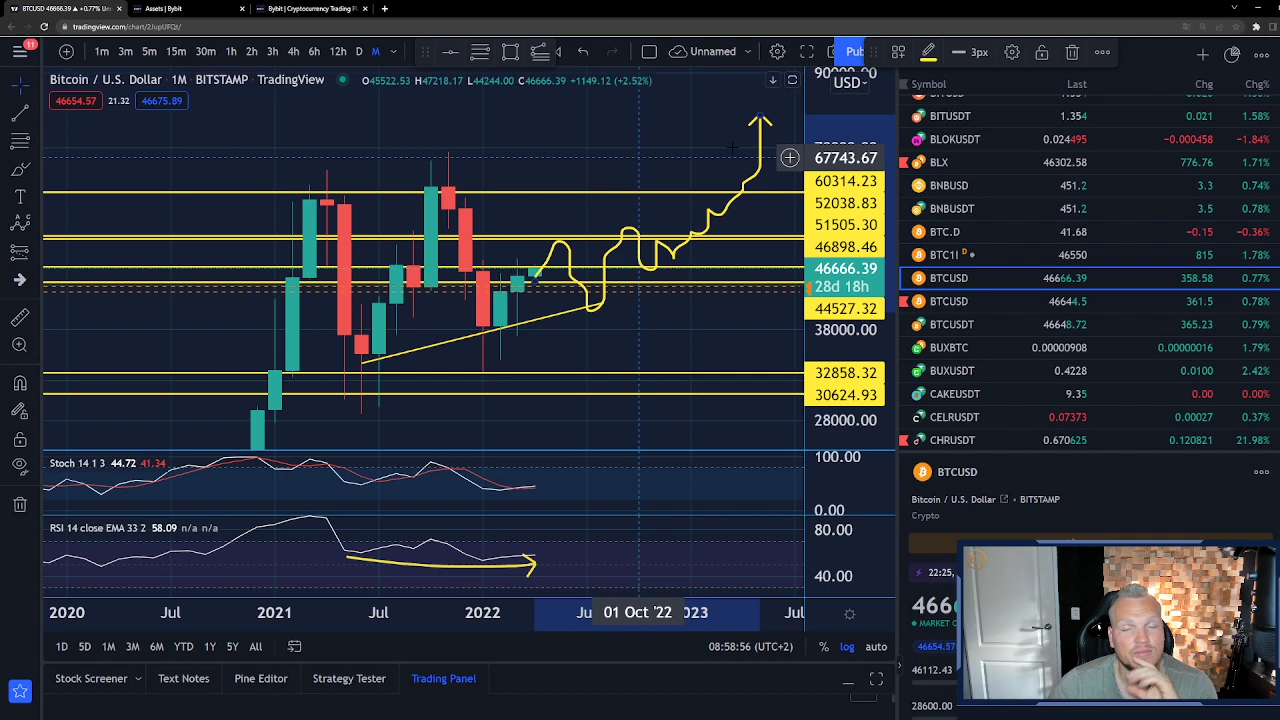 BTCUSD 46666.39 ▲ +0.77% Un
Assets | Bybit
Bybit | Cryptocurrency Trading Pl
tradingview.com/chart/2JupUFQt/
11
1m 3m 5m 15m 30m 1h 2h 3h 4h 6h 12h D M
Unnamed
Pub
3px
Bitcoin / U.S. Dollar · 1M · BITSTAMP · TradingView
O45522.53 H47218.17 L44244.00 C46666.39 +1149.12 (+2.52%)
46654.57 21.32 46675.89
90000.00
USD
67743.67
60314.23
52038.83
51505.30
46898.46
46666.39
28d 18h
44527.32
38000.00
32858.32
30624.93
28000.00
Stoch 14 1 3 44.72 41.34
100.00
0.00
RSI 14 close EMA 33 2 58.09 n/a n/a
80.00
40.00
2020 Jul 2021 Jul 2022 Ju 01 Oct '22 2023 Jul
1D 5D 1M 3M 6M YTD 1Y 5Y All
08:58:56 (UTC+2) % log auto
Stock Screener Text Notes Pine Editor Strategy Tester Trading Panel
Symbol Last Chg Chg%
BITUSDT 1.354 0.021 1.58%
BLOKUSDT 0.024495 −0.000458 −1.84%
BLX 46302.58 776.76 1.71%
BNBUSD 451.2 3.3 0.74%
BNBUSDT 451.2 3.5 0.78%
BTC.D 41.68 −0.15 −0.36%
BTC1! D 46550 815 1.78%
BTCUSD 46666.39 358.58 0.77%
BTCUSD 46644.5 361.5 0.78%
BTCUSDT 46648.72 365.23 0.79%
BUXBTC 0.00000908 0.00000016 1.79%
BUXUSDT 0.4228 0.0100 2.42%
CAKEUSDT 9.35 0.00 0.00%
CELRUSDT 0.07373 0.00027 0.37%
CHRUSDT 0.670625 0.120821 21.98%
BTCUSD
Bitcoin / U.S. Dollar · BITSTAMP
Crypto
22:25,
466
MARKET O
46654.57
46112.43
28600.00